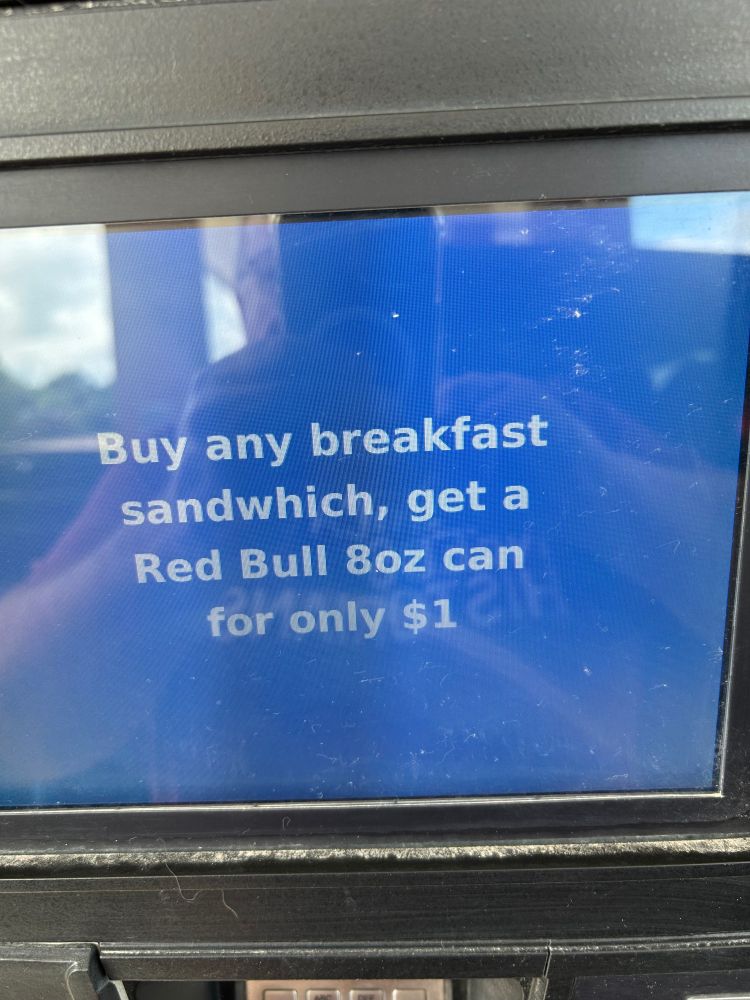 Buy any breakfast
sandwhich, get a
Red Bull 8oz can
for only $1